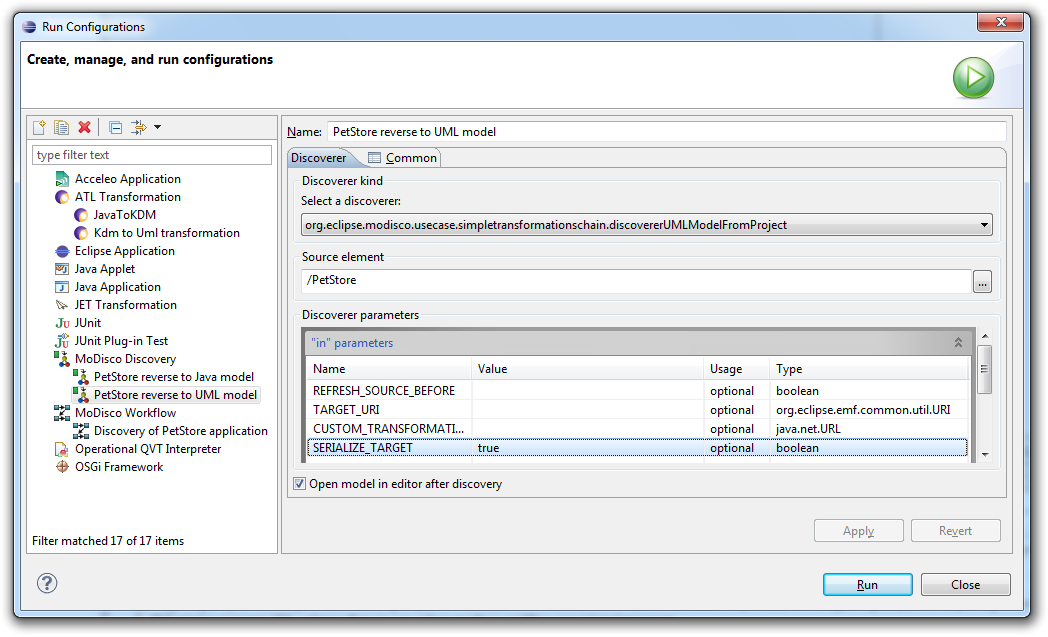 Run Configurations
Create, manage, and run configurations
type filter text
Acceleo Application
ATL Transformation
JavaToKDM
Kdm to Uml transformation
Eclipse Application
Java Applet
Java Application
JET Transformation
JUnit
JUnit Plug-in Test
MoDisco Discovery
PetStore reverse to Java model
PetStore reverse to UML model
MoDisco Workflow
Discovery of PetStore application
Operational QVT Interpreter
OSGi Framework
Filter matched 17 of 17 items
Name: PetStore reverse to UML model
Discoverer Common
Discoverer kind
Select a discoverer:
org.eclipse.modisco.usecase.simpletransformationschain.discovererUMLModelFromProject
Source element
/PetStore ...
Discoverer parameters
"in" parameters
Name Value Usage Type
REFRESH_SOURCE_BEFORE optional boolean
TARGET_URI optional org.eclipse.emf.common.util.URI
CUSTOM_TRANSFORMATI... optional java.net.URL
SERIALIZE_TARGET true optional boolean
Open model in editor after discovery
Apply Revert
? Run Close